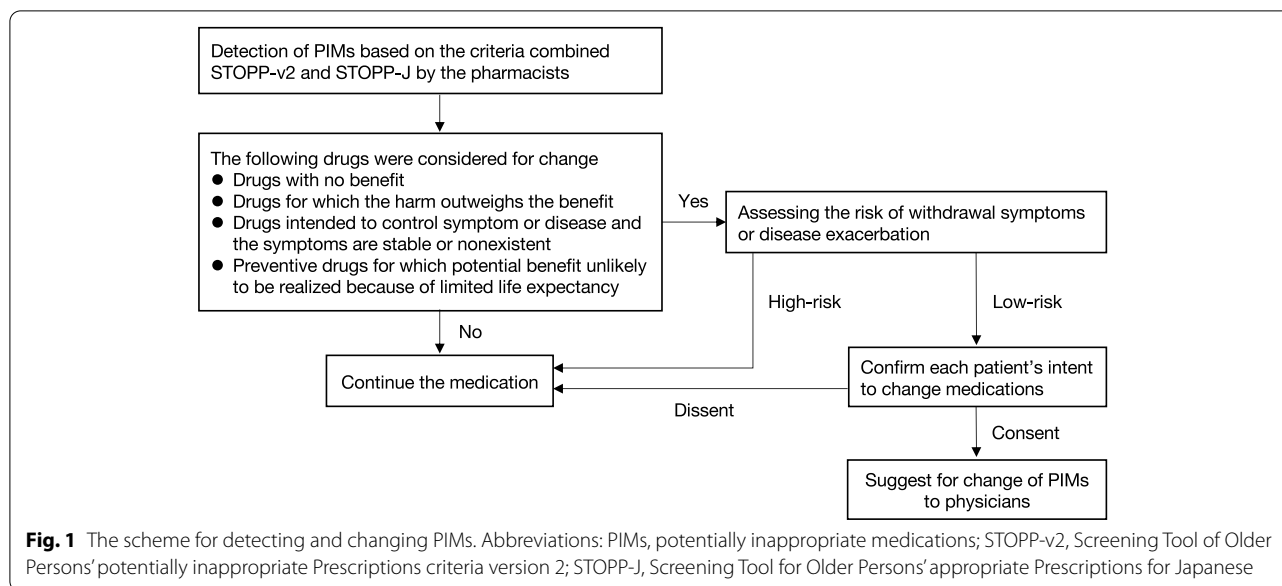 Detection of PIMs based on the criteria combined
STOPP-v2 and STOPP-J by the pharmacists
The following drugs were considered for change
● Drugs with no benefit
● Drugs for which the harm outweighs the benefit
● Drugs intended to control symptom or disease and
the symptoms are stable or nonexistent
● Preventive drugs for which potential benefit unlikely
to be realized because of limited life expectancy
Yes
Assessing the risk of withdrawal symptoms
or disease exacerbation
High-risk
Low-risk
No
Continue the medication
Confirm each patient's intent
to change medications
Dissent
Consent
Suggest for change of PIMs
to physicians
Fig. 1 The scheme for detecting and changing PIMs. Abbreviations: PIMs, potentially inappropriate medications; STOPP-v2, Screening Tool of Older
Persons' potentially inappropriate Prescriptions criteria version 2; STOPP-J, Screening Tool for Older Persons' appropriate Prescriptions for Japanese